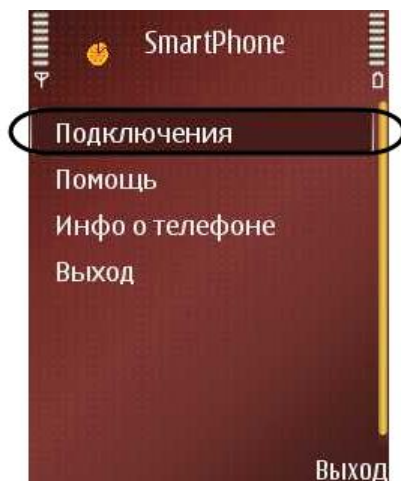 SmartPhone
Подключения
Помощь
Инфо о телефоне
Выход
Выход